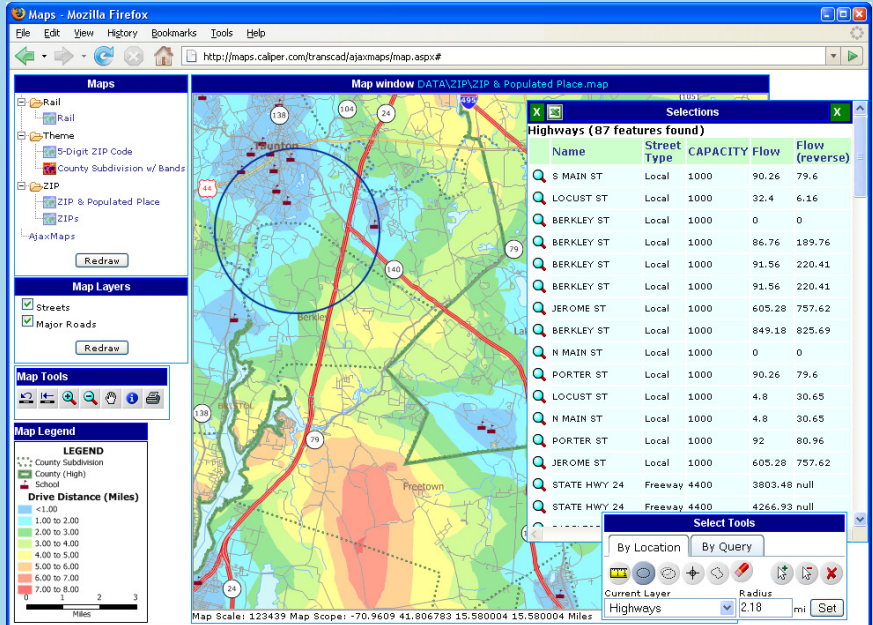 Maps - Mozilla Firefox
File Edit View History Bookmarks Tools Help
http://maps.caliper.com/transcad/ajaxmaps/map.aspx#
Maps
Rail
Rail
Theme
5-Digit ZIP Code
County Subdivision w/ Bands
ZIP
ZIP & Populated Place
ZIPs
AjaxMaps
Redraw
Map Layers
Streets
Major Roads
Redraw
Map Tools
Map Legend
LEGEND
County Subdivision
County (High)
School
Drive Distance (Miles)
<1.00
1.00 to 2.00
2.00 to 3.00
3.00 to 4.00
4.00 to 5.00
5.00 to 6.00
6.00 to 7.00
7.00 to 8.00
0 1 2 3
Miles
Map window DATA\ZIP\ZIP & Populated Place.map
495
105
138
104
24
Taunton
44
79
140
Berkley
Lak
138
BRISTOL
79
Freetown
24
Map Scale: 123439 Map Scope: -70.9609 41.806783 15.580004 15.580004 Miles
X Selections X
Highways (87 features found)
Name Street Type CAPACITY Flow Flow (reverse)
S MAIN ST Local 1000 90.26 79.6
LOCUST ST Local 1000 32.4 6.16
BERKLEY ST Local 1000 0 0
BERKLEY ST Local 1000 86.76 189.76
BERKLEY ST Local 1000 91.56 220.41
BERKLEY ST Local 1000 91.56 220.41
JEROME ST Local 1000 605.28 757.62
BERKLEY ST Local 1000 849.18 825.69
N MAIN ST Local 1000 0 0
PORTER ST Local 1000 90.26 79.6
LOCUST ST Local 1000 4.8 30.65
N MAIN ST Local 1000 4.8 30.65
PORTER ST Local 1000 92 80.96
JEROME ST Local 1000 605.28 757.62
STATE HWY 24 Freeway 4400 3803.48 null
STATE HWY 24 Freeway 4400 4266.93 null
Select Tools
By Location By Query
Current Layer Radius
Highways 2.18 mi Set